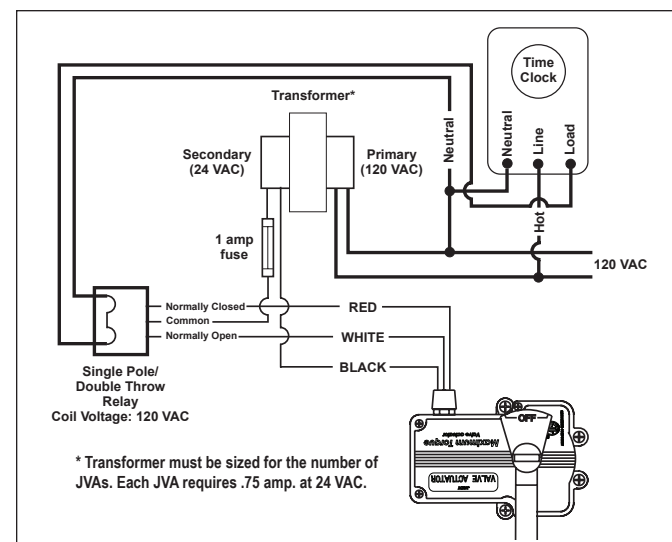 Time
Clock
Neutral
Line
Load
Transformer*
Neutral
Secondary
(24 VAC)
Primary
(120 VAC)
Hot
1 amp
fuse
120 VAC
Normally Closed
Common
Normally Open
RED
WHITE
BLACK
Single Pole/
Double Throw
Relay
Coil Voltage: 120 VAC
OFF
Maximum Torque
Valve actuator
VALVE ACTUATOR
* Transformer must be sized for the number of
JVAs. Each JVA requires .75 amp. at 24 VAC.